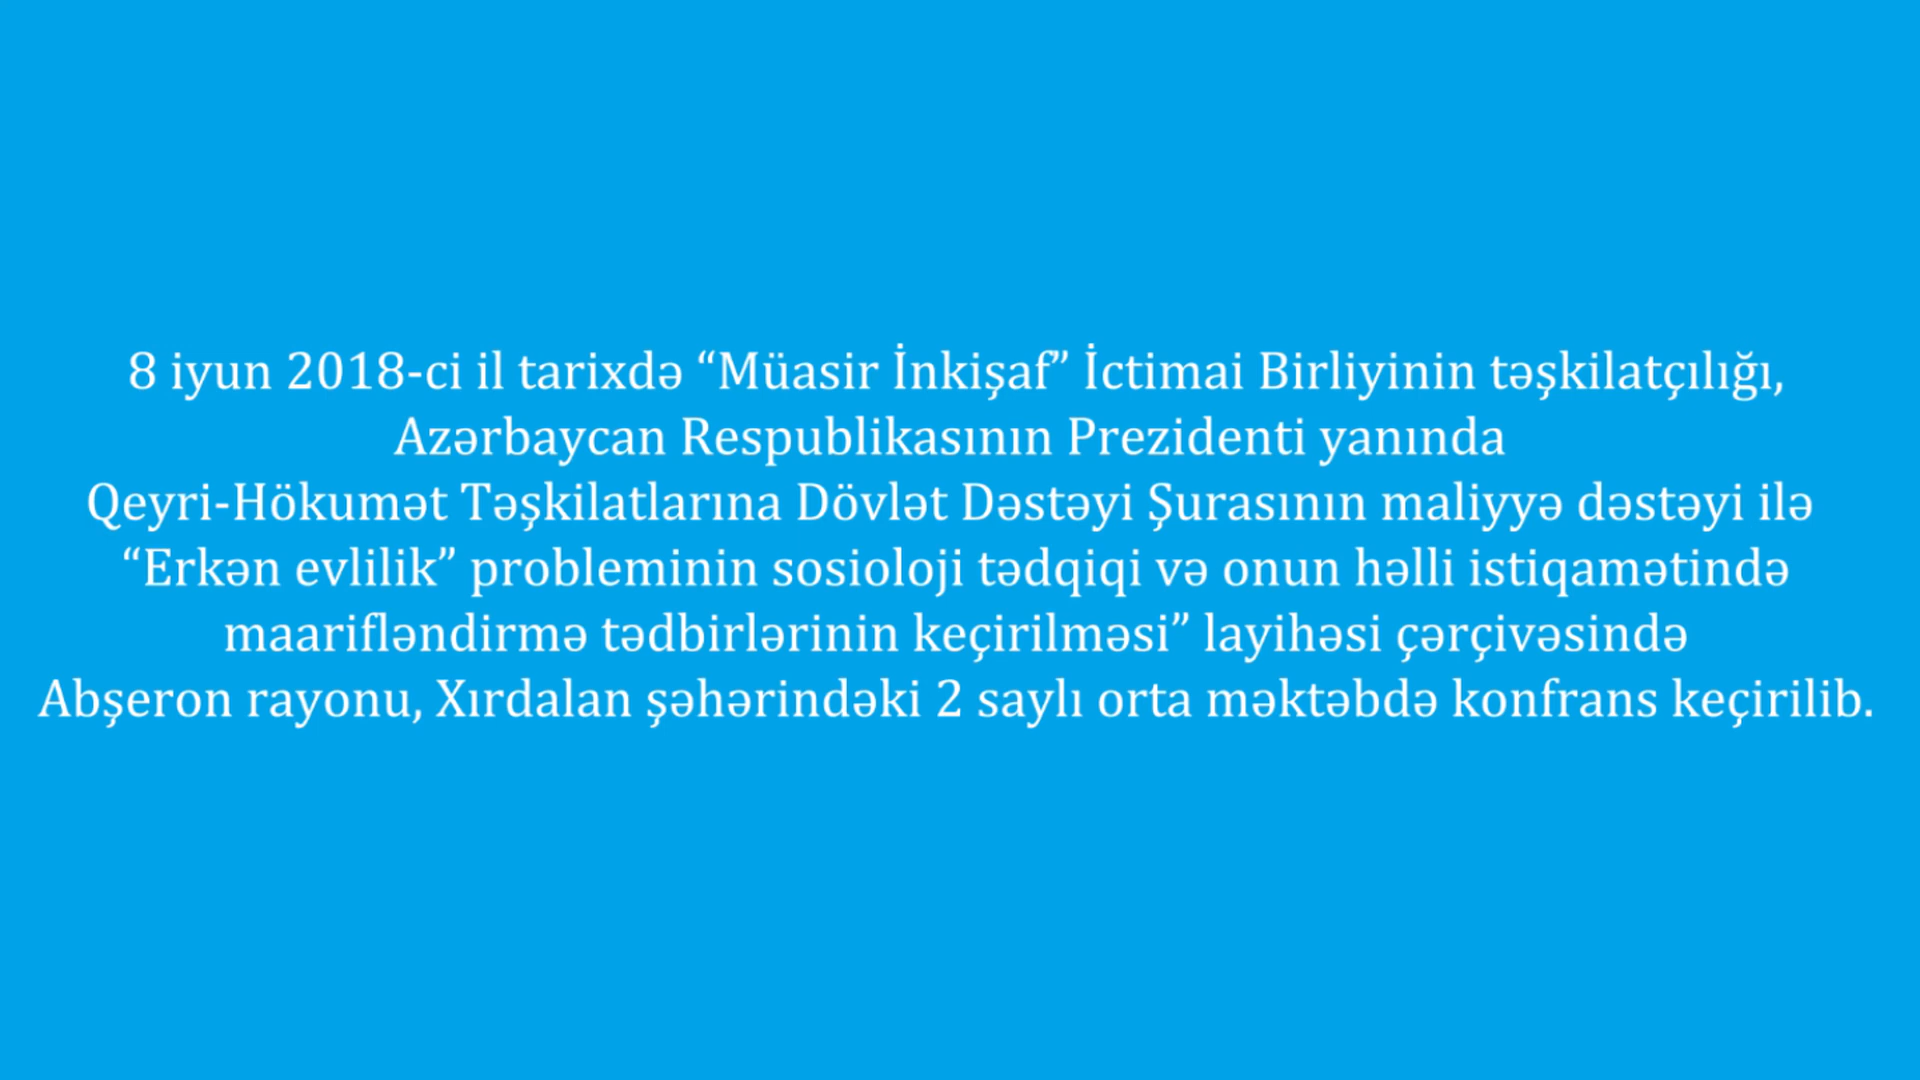 8 iyun 2018-ci il tarixdə “Müasir İnkişaf” İctimai Birliyinin təşkilatçılığı,
Azərbaycan Respublikasının Prezidenti yanında
Qeyri-Hökumət Təşkilatlarına Dövlət Dəstəyi Şurasının maliyyə dəstəyi ilə
“Erkən evlilik” probleminin sosioloji tədqiqi və onun həlli istiqamətində
maarifləndirmə tədbirlərinin keçirilməsi” layihəsi çərçivəsində
Abşeron rayonu, Xırdalan şəhərindəki 2 saylı orta məktəbdə konfrans keçirilib.